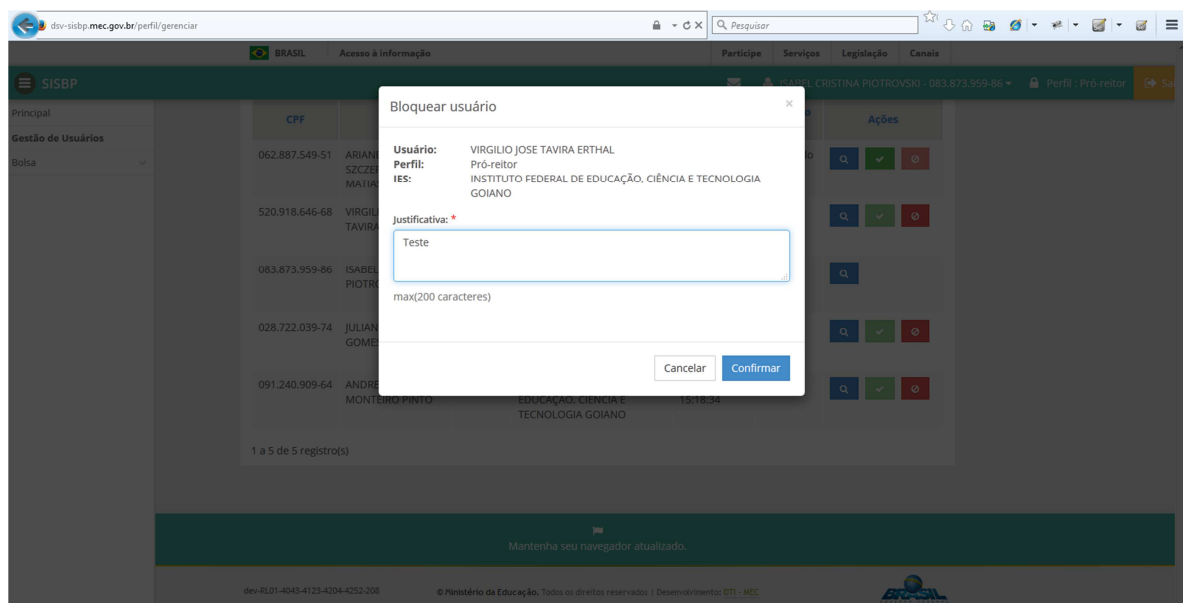 dsv-sisbp.mec.gov.br/perfil/gerenciar
Pesquisar
BRASIL Acesso à informação Participe Serviços Legislação Canais
SISBP ISABEL CRISTINA PIOTROVSKI - 083.873.959-86 Perfil : Pró-reitor Sa
Principal
Gestão de Usuários
Bolsa
CPF Ações
062.887.549-51 ARIANE
SZCZEP
MATIAS
520.918.646-68 VIRGILI
TAVIRA
083.873.959-86 ISABEL
PIOTRO
028.722.039-74 JULIAN
GOMES
091.240.909-64 ANDRE
MONTEIRO PINTO EDUCAÇÃO, CIÊNCIA E 15:18:34
TECNOLOGIA GOIANO
1 a 5 de 5 registro(s)
Bloquear usuário ×
Usuário: VIRGILIO JOSE TAVIRA ERTHAL
Perfil: Pró-reitor
IES: INSTITUTO FEDERAL DE EDUCAÇÃO, CIÊNCIA E TECNOLOGIA
GOIANO
Justificativa: *
Teste
max(200 caracteres)
Cancelar Confirmar
Mantenha seu navegador atualizado.
dev-RL01-4043-4123-4204-4252-208 © Ministério da Educação. Todos os direitos reservados | Desenvolvimento: DTI - MEC